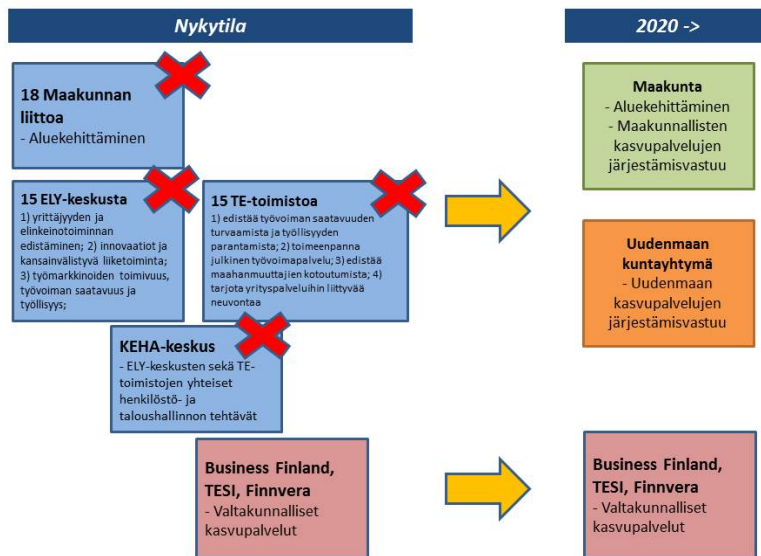 Nykytila
18 Maakunnan
liittoa
- Aluekehittäminen
15 ELY-keskusta
1) yrittäjyyden ja
elinkeinotoiminnan
edistäminen; 2) innovaatiot ja
kansainvälistyvä liiketoiminta;
3) työmarkkinoiden toimivuus,
työvoiman saatavuus ja
työllisyys;
15 TE-toimistoa
1) edistää työvoiman saatavuuden
turvaamista ja työllisyyden
parantamista; 2) toimeenpanna
julkinen työvoimapalvelu; 3) edistää
maahanmuuttajien kotoutumista; 4)
tarjota yrityspalveluihin liittyvää
neuvontaa
KEHA-keskus
- ELY-keskusten sekä TE-
toimistojen yhteiset
henkilöstö- ja
taloushallinnon tehtävät
Business Finland,
TESI, Finnvera
- Valtakunnalliset
kasvupalvelut
2020 ->
Maakunta
- Aluekehittäminen
- Maakunnallisten
kasvupalvelujen
järjestämisvastuu
Uudenmaan
kuntayhtymä
- Uudenmaan
kasvupalvelujen
järjestämisvastuu
Business Finland,
TESI, Finnvera
- Valtakunnalliset
kasvupalvelut